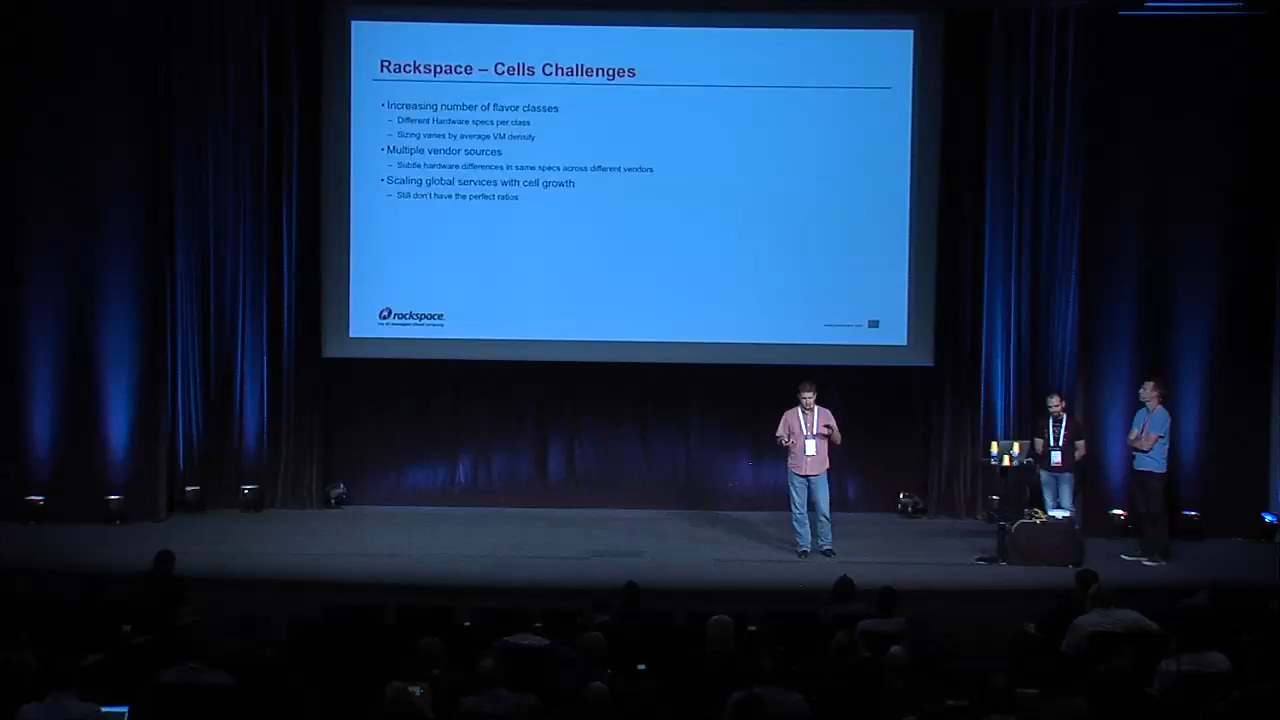 Rackspace – Cells Challenges
• Increasing number of flavor classes
– Different Hardware specs per class
– Sizing varies by average VM density
• Multiple vendor sources
– Subtle hardware differences in same specs across different vendors
• Scaling global services with cell growth
– Still don't have the perfect ratios
rackspace